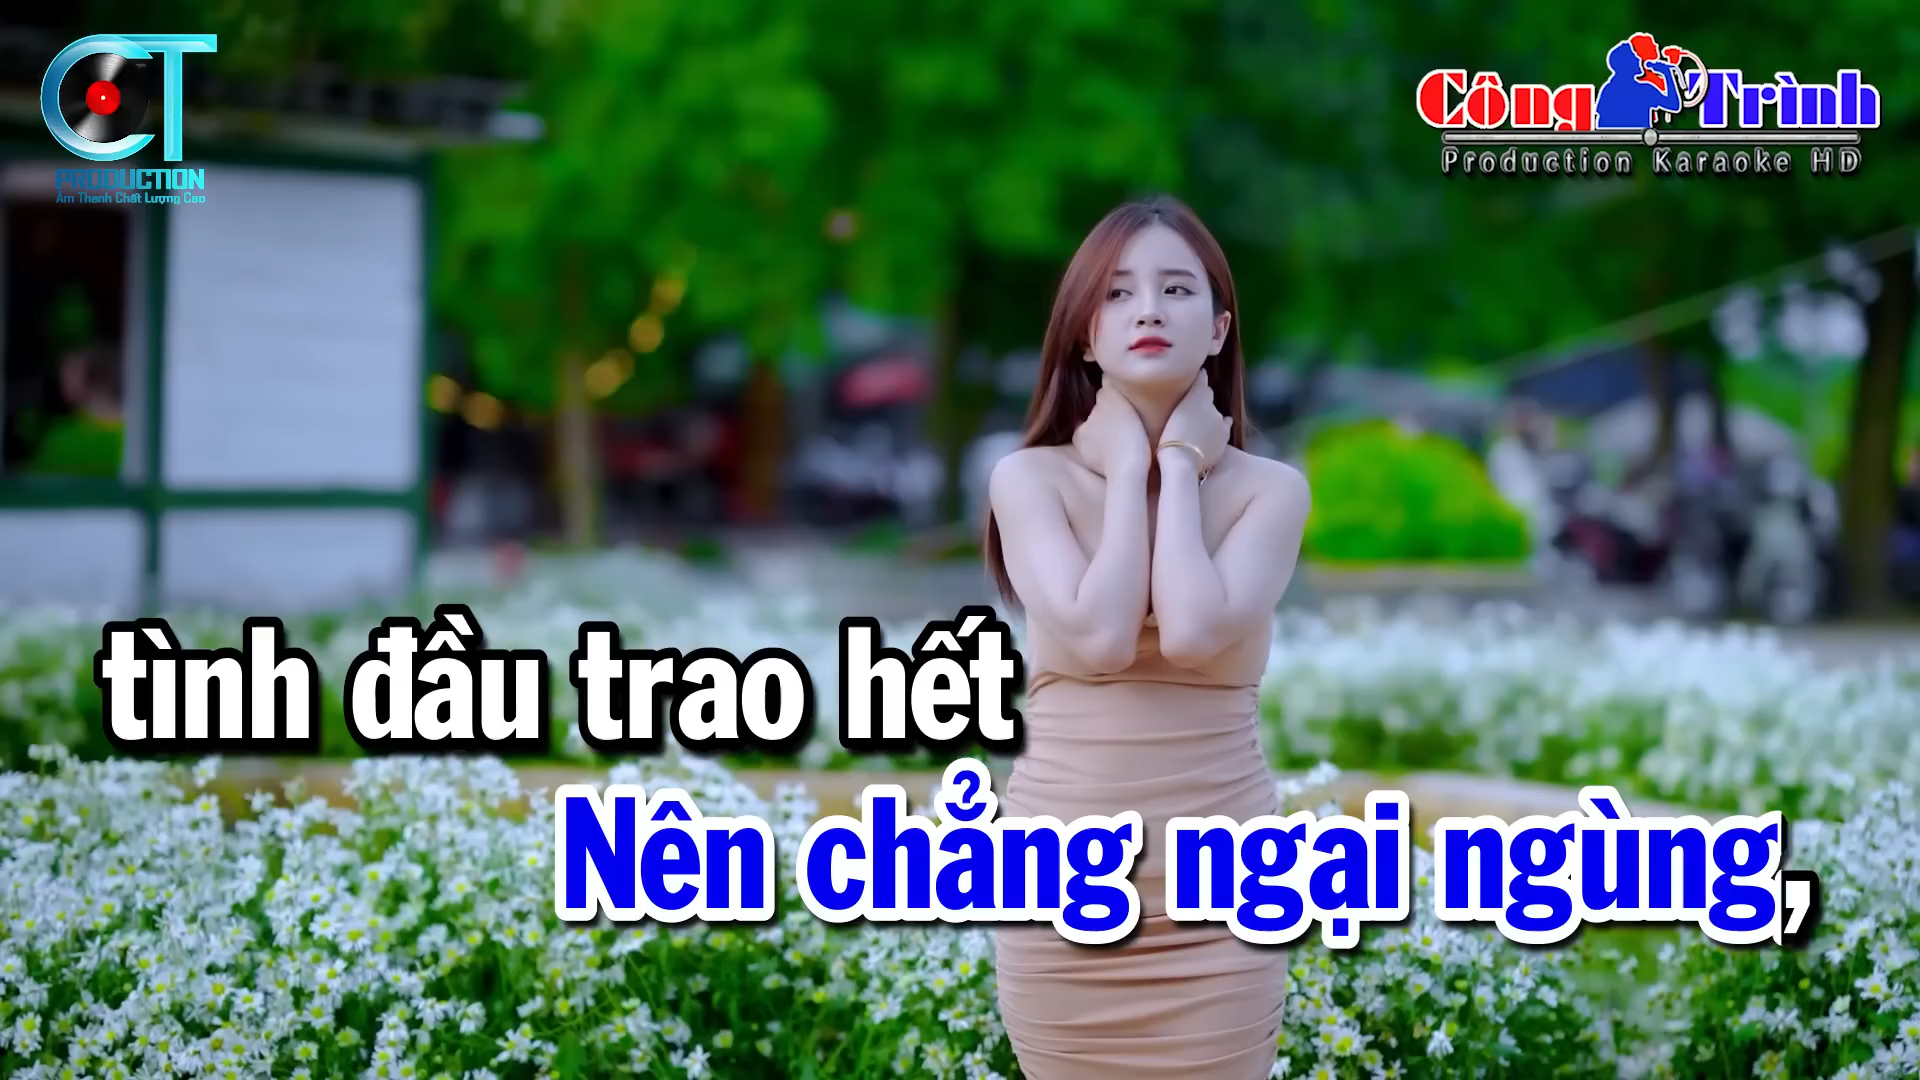 CT
PRODUCTION
Âm Thanh Chất Lượng Cao
Công Trình
Production Karaoke HD
tình đầu trao hết
Nên chẳng ngại ngùng,